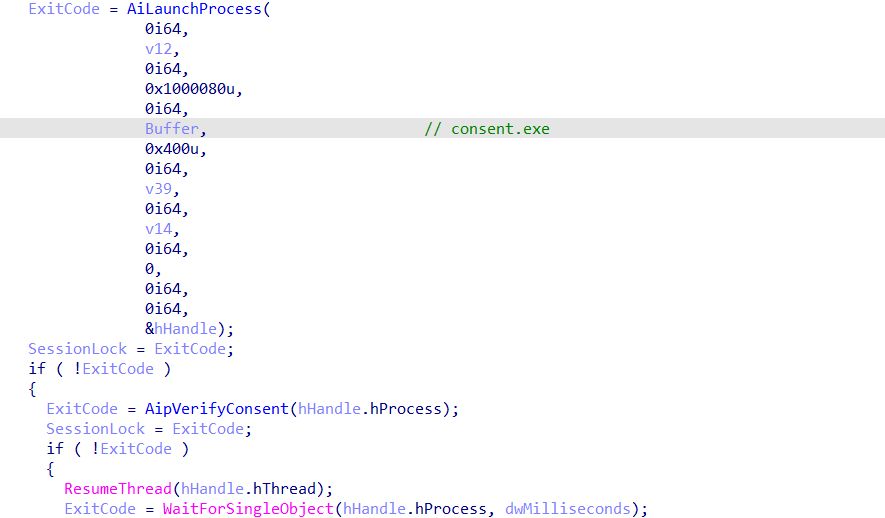 ExitCode = AiLaunchProcess(
0i64,
v12,
0i64,
0x1000080u,
0i64,
Buffer, // consent.exe
0x400u,
0i64,
v39,
0i64,
v14,
0i64,
0,
0i64,
0i64,
&hHandle);
SessionLock = ExitCode;
if ( !ExitCode )
{
ExitCode = AipVerifyConsent(hHandle.hProcess);
SessionLock = ExitCode;
if ( !ExitCode )
{
ResumeThread(hHandle.hThread);
ExitCode = WaitForSingleObject(hHandle.hProcess, dwMilliseconds);